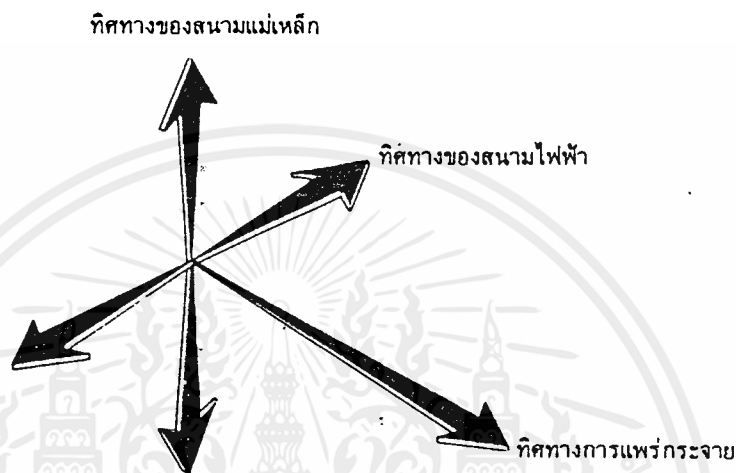 ทิศทางของสนามแม่เหล็ก
ทิศทางของสนามไฟฟ้า
ทิศทางการแพร่กระจาย